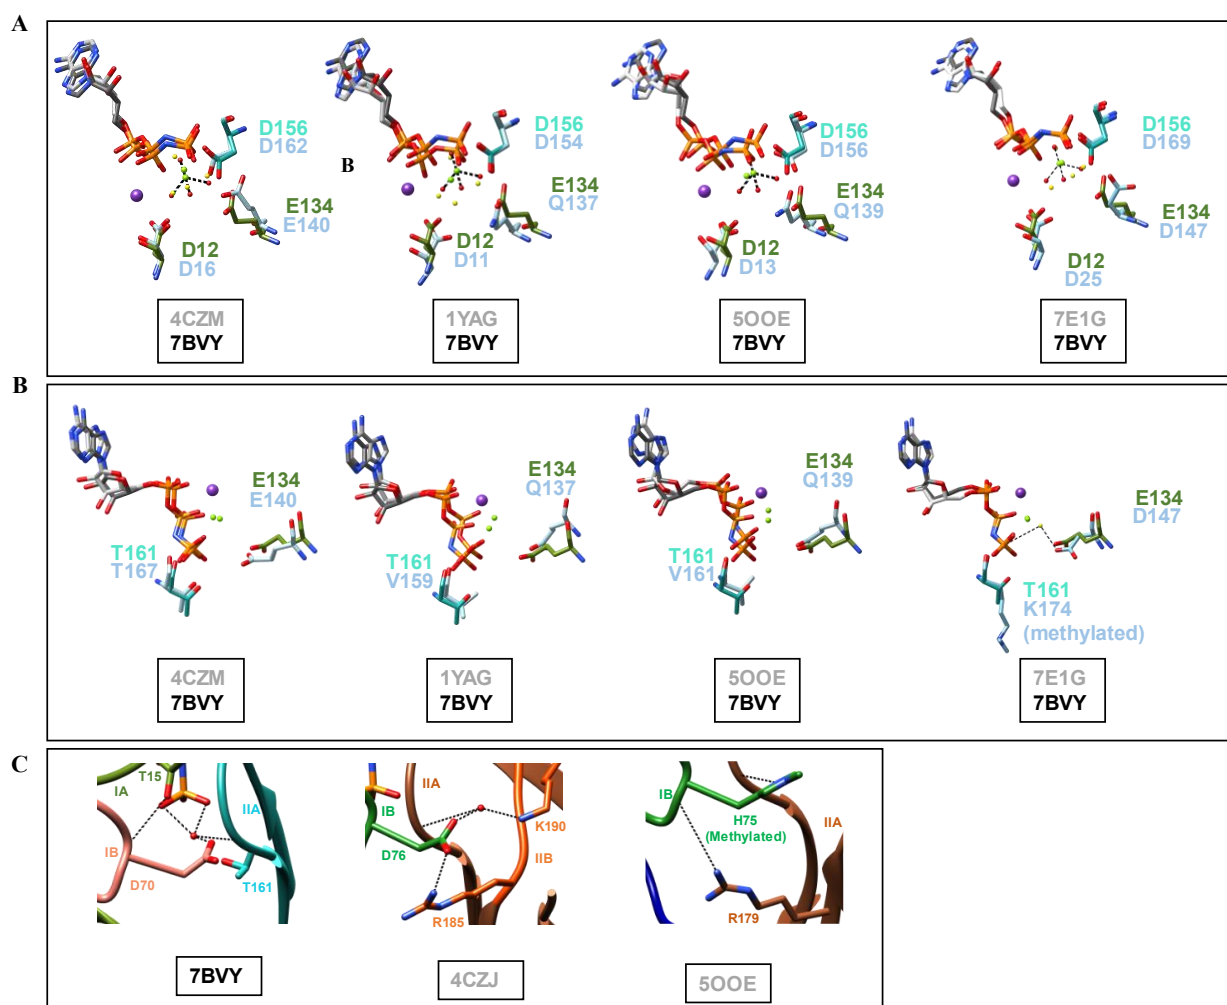 A
D156
D162
E134
E140
D12
D16
4CZM
7BVY
B
D156
D154
E134
Q137
D12
D11
1YAG
7BVY
D156
D156
E134
Q139
D12
D13
5OOE
7BVY
D156
D169
E134
D147
D12
D25
7E1G
7BVY
B
E134
E140
T161
T167
4CZM
7BVY
E134
Q137
T161
V159
1YAG
7BVY
E134
Q139
T161
V161
5OOE
7BVY
E134
D147
T161
K174
(methylated)
7E1G
7BVY
C
T15
IA
IIA
IB
D70
T161
7BVY
IIA
IB
D76
K190
IIB
R185
4CZJ
IB
H75
(Methylated)
IIA
R179
5OOE